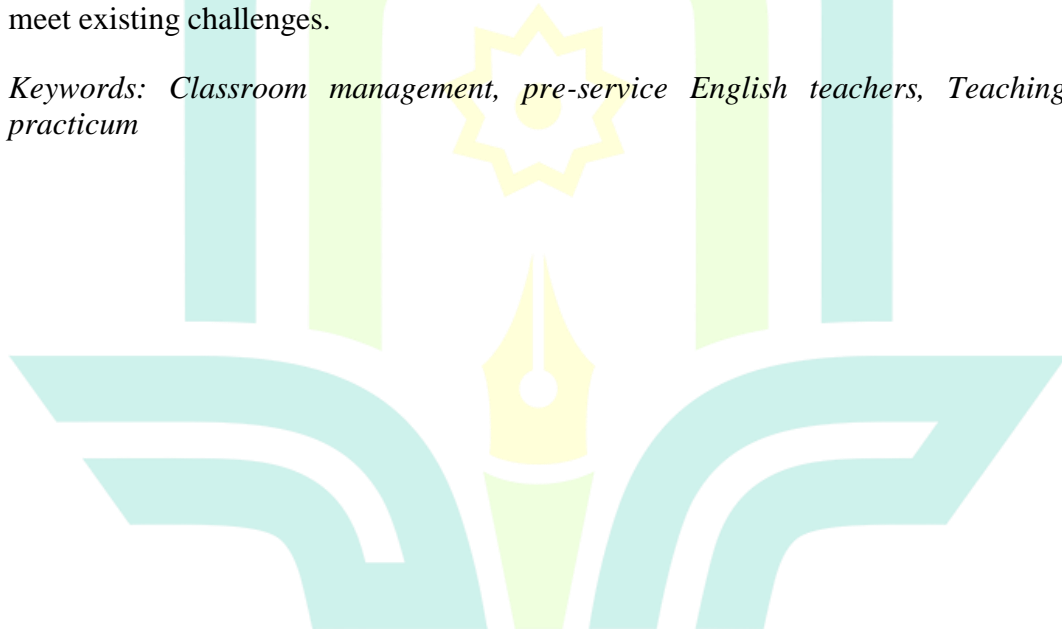 meet existing challenges.
Keywords: Classroom management, pre-service English teachers, Teaching
practicum